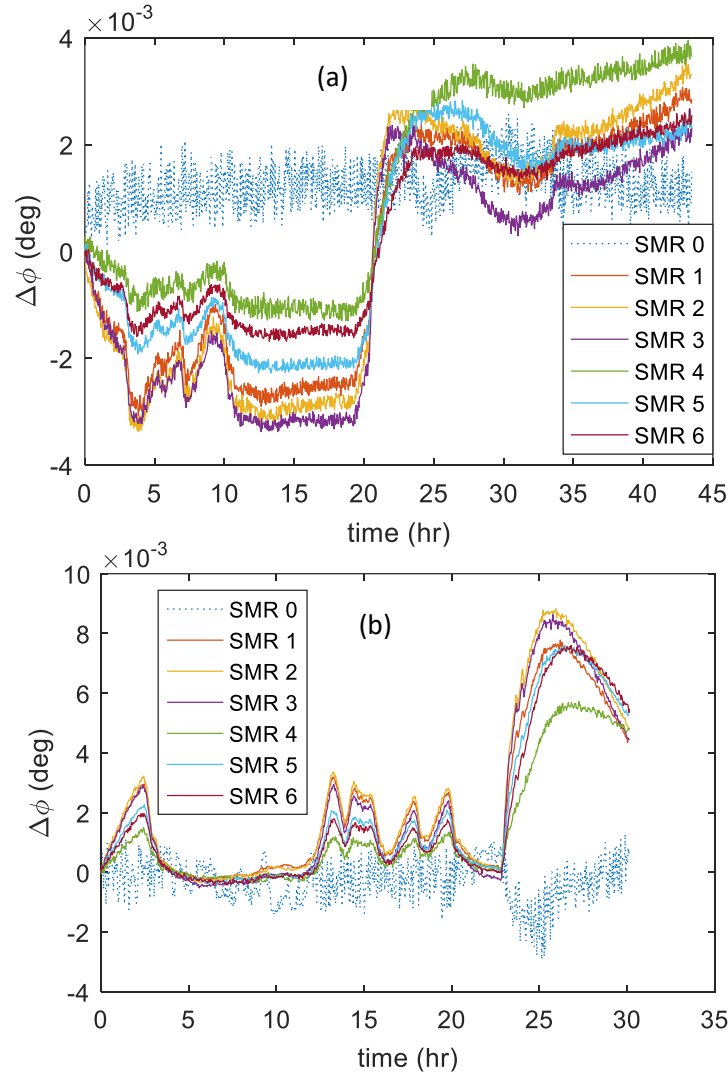 ×10⁻³
4
2
0
-2
-4
Δϕ (deg)
(a)
SMR 0
SMR 1
SMR 2
SMR 3
SMR 4
SMR 5
SMR 6
0 5 10 15 20 25 30 35 40 45
time (hr)
×10⁻³
10
8
6
4
2
0
-2
-4
Δϕ (deg)
SMR 0
SMR 1
SMR 2
SMR 3
SMR 4
SMR 5
SMR 6
(b)
0 5 10 15 20 25 30 35
time (hr)